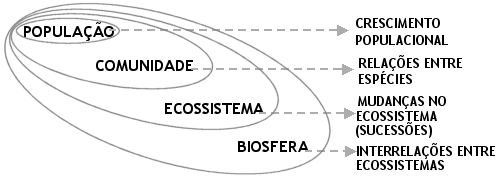 POPULAÇÃO
CRESCIMENTO
POPULACIONAL
COMUNIDADE
RELAÇÕES ENTRE
ESPÉCIES
ECOSSISTEMA
MUDANÇAS NO
ECOSSISTEMA
(SUCESSÕES)
BIOSFERA
INTERRELAÇÕES ENTRE
ECOSSISTEMAS